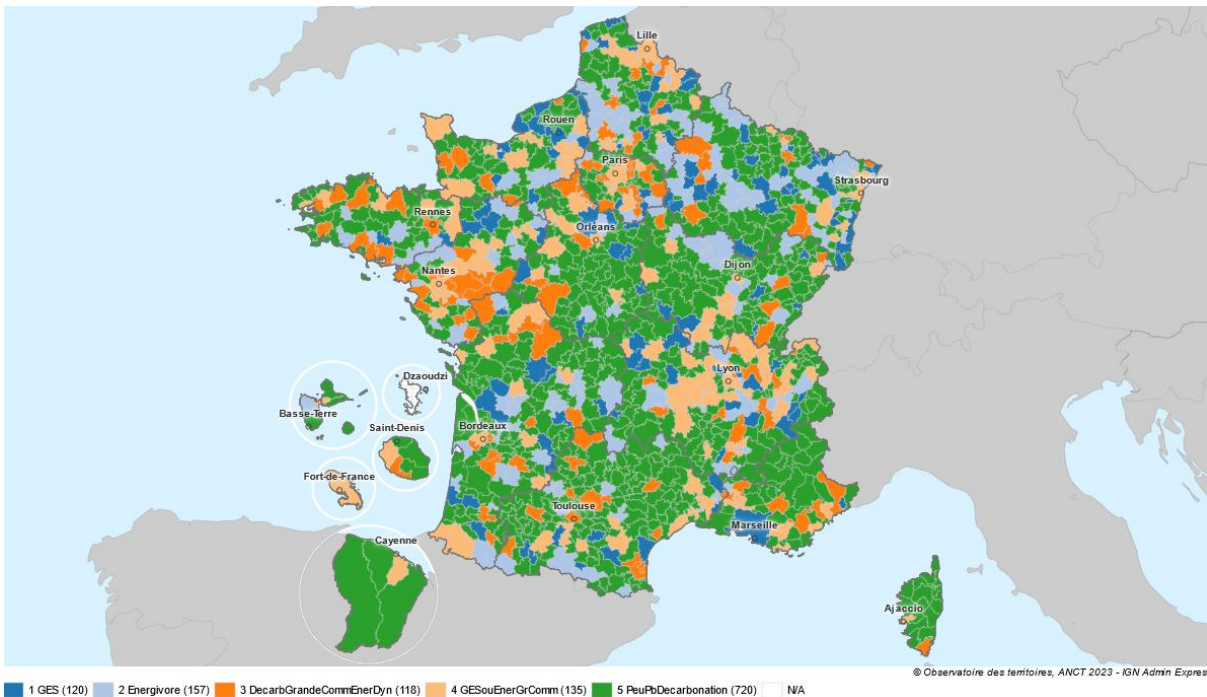 Lille
Rouen
Paris
Strasbourg
Rennes
Orléans
Nantes
Dijon
Lyon
Dzaoudzi
Basse-Terre
Saint-Denis
Bordeaux
Fort-de-France
Toulouse
Marseille
Cayenne
Ajaccio
© Observatoire des territoires, ANCT 2023 - IGN Admin Expres
1 GES (120) 2 Energivore (157) 3 DecarbGrandeCommEnerDyn (118) 4 GESouEnerGrComm (135) 5 PeuPbDecarbonation (720) N/A